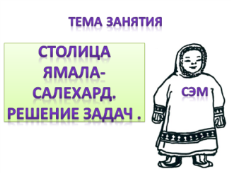 ТЕМА ЗАНЯТИЯ
СТОЛИЦА
ЯМАЛА-
САЛЕХАРД.
РЕШЕНИЕ ЗАДАЧ .
СЭМ